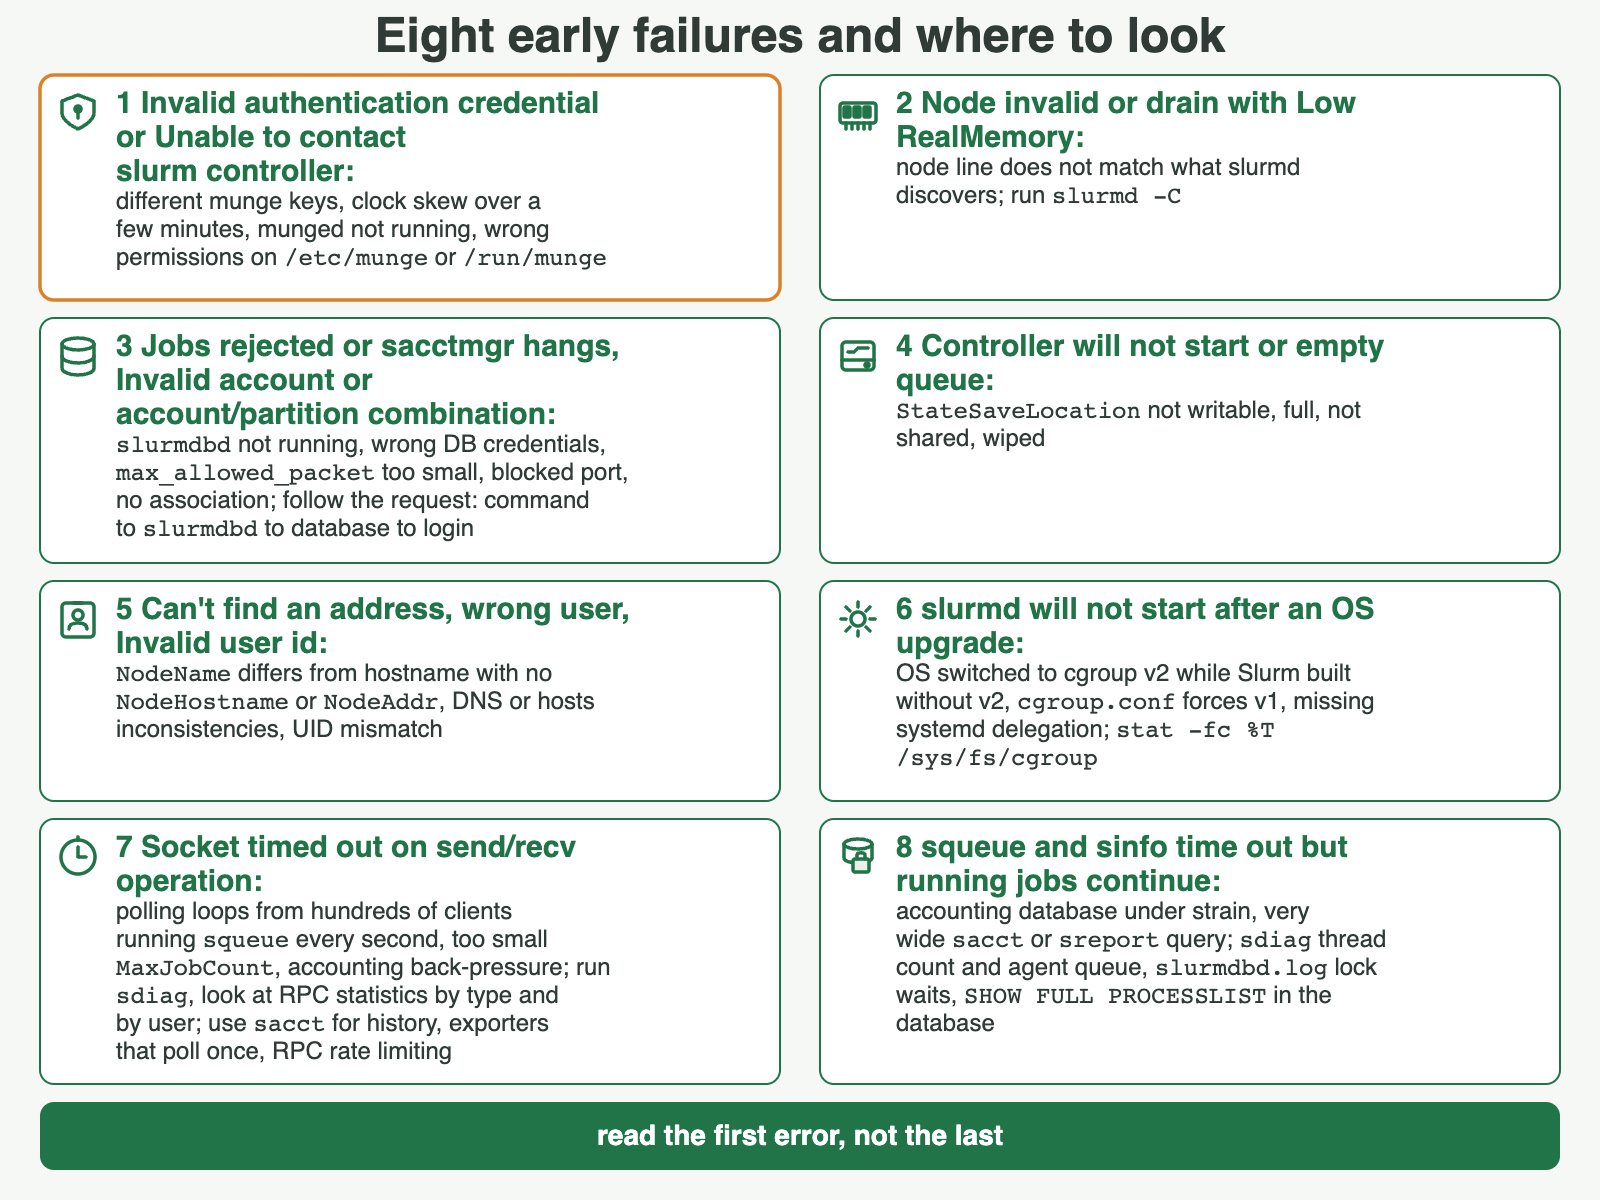 Eight early failures and where to look
1 Invalid authentication credential
or Unable to contact
slurm controller:
different munge keys, clock skew over a
few minutes, munged not running, wrong
permissions on /etc/munge or /run/munge
2 Node invalid or drain with Low
RealMemory:
node line does not match what slurmd
discovers; run slurmd -C
3 Jobs rejected or sacctmgr hangs,
Invalid account or
account/partition combination:
slurmdbd not running, wrong DB credentials,
max_allowed_packet too small, blocked port,
no association; follow the request: command
to slurmdbd to database to login
4 Controller will not start or empty
queue:
StateSaveLocation not writable, full, not
shared, wiped
5 Can't find an address, wrong user,
Invalid user id:
NodeName differs from hostname with no
NodeHostname or NodeAddr, DNS or hosts
inconsistencies, UID mismatch
6 slurmd will not start after an OS
upgrade:
OS switched to cgroup v2 while Slurm built
without v2, cgroup.conf forces v1, missing
systemd delegation; stat -fc %T
/sys/fs/cgroup
7 Socket timed out on send/recv
operation:
polling loops from hundreds of clients
running squeue every second, too small
MaxJobCount, accounting back-pressure; run
sdiag, look at RPC statistics by type and
by user; use sacct for history, exporters
that poll once, RPC rate limiting
8 squeue and sinfo time out but
running jobs continue:
accounting database under strain, very
wide sacct or sreport query; sdiag thread
count and agent queue, slurmdbd.log lock
waits, SHOW FULL PROCESSLIST in the
database
read the first error, not the last